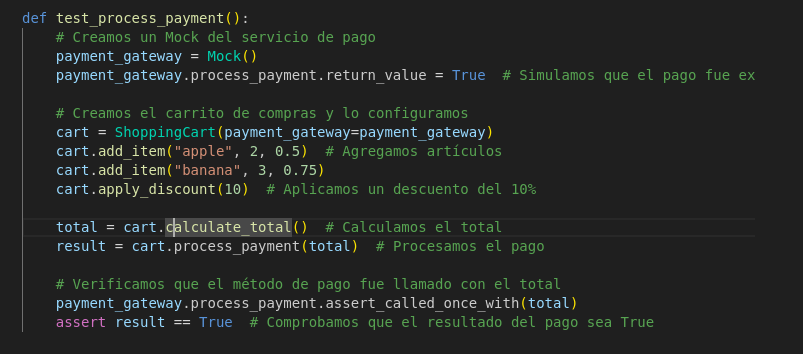 def test_process_payment():
    # Creamos un Mock del servicio de pago
    payment_gateway = Mock()
    payment_gateway.process_payment.return_value = True  # Simulamos que el pago fue ex
    # Creamos el carrito de compras y lo configuramos
    cart = ShoppingCart(payment_gateway=payment_gateway)
    cart.add_item("apple", 2, 0.5)  # Agregamos artículos
    cart.add_item("banana", 3, 0.75)
    cart.apply_discount(10)  # Aplicamos un descuento del 10%
    total = cart.calculate_total()  # Calculamos el total
    result = cart.process_payment(total)  # Procesamos el pago
    # Verificamos que el método de pago fue llamado con el total
    payment_gateway.process_payment.assert_called_once_with(total)
    assert result == True  # Comprobamos que el resultado del pago sea True